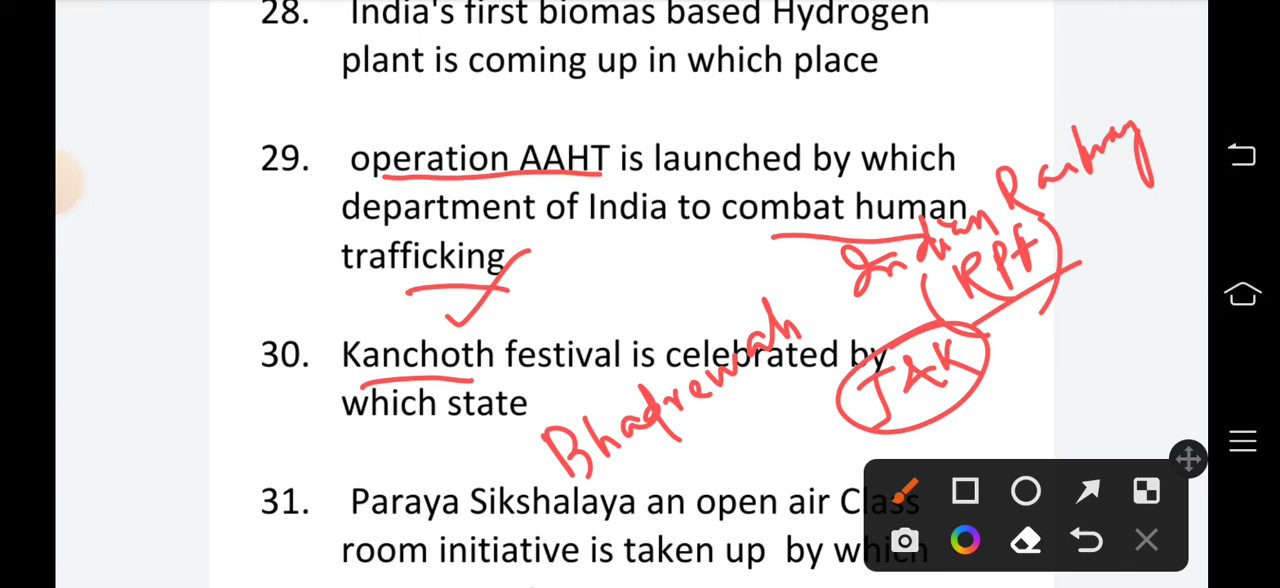 28. India's first biomas based Hydrogen
plant is coming up in which place
29. operation AAHT is launched by which
department of India to combat human
trafficking
Indian Railway
(RPf)
30. Kanchoth festival is celebrated by
which state
J&K
Bhadrewah
31. Paraya Sikshalaya an open air Class
room initiative is taken up by which